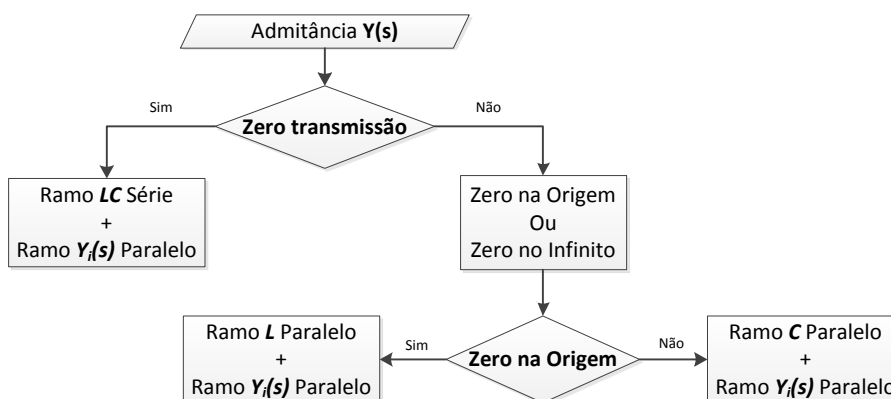 Admitância Y(s)
Sim
Não
Zero transmissão
Ramo LC Série
+
Ramo Yi(s) Paralelo
Zero na Origem
Ou
Zero no Infinito
Ramo L Paralelo
+
Ramo Yi(s) Paralelo
Sim
Zero na Origem
Não
Ramo C Paralelo
+
Ramo Yi(s) Paralelo